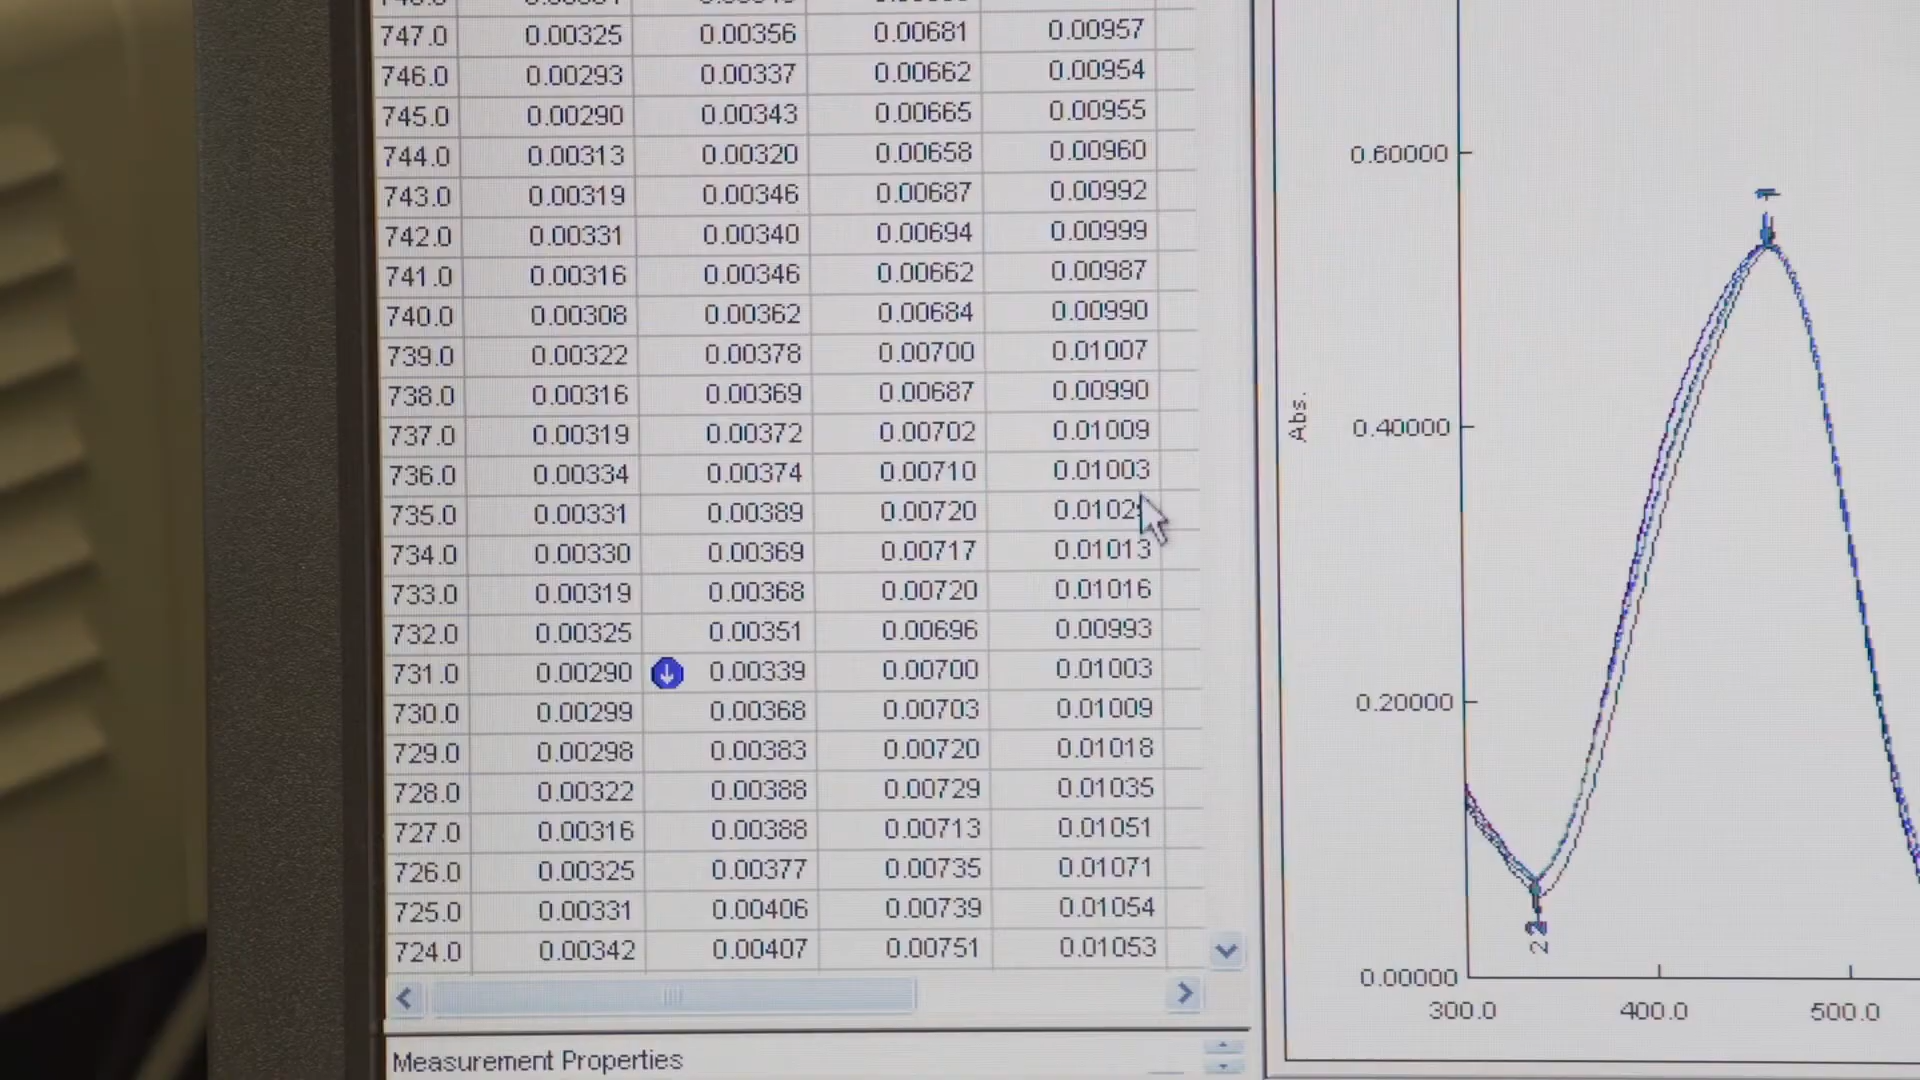 747.0 0.00325 0.00356 0.00681 0.00957
746.0 0.00293 0.00337 0.00662 0.00954
745.0 0.00290 0.00343 0.00665 0.00955
744.0 0.00313 0.00320 0.00658 0.00960
743.0 0.00319 0.00346 0.00687 0.00992
742.0 0.00331 0.00340 0.00694 0.00999
741.0 0.00316 0.00346 0.00662 0.00987
740.0 0.00308 0.00362 0.00684 0.00990
739.0 0.00322 0.00378 0.00700 0.01007
738.0 0.00316 0.00369 0.00687 0.00990
737.0 0.00319 0.00372 0.00702 0.01009
736.0 0.00334 0.00374 0.00710 0.01003
735.0 0.00331 0.00389 0.00720
734.0 0.00330 0.00369 0.00717 0.01013
733.0 0.00319 0.00368 0.00720 0.01016
732.0 0.00325 0.00351 0.00696 0.00993
731.0 0.00290 0.00339 0.00700 0.01003
730.0 0.00299 0.00368 0.00703 0.01009
729.0 0.00298 0.00383 0.00720 0.01018
728.0 0.00322 0.00388 0.00729 0.01035
727.0 0.00316 0.00388 0.00713 0.01051
726.0 0.00325 0.00377 0.00735 0.01071
725.0 0.00331 0.00406 0.00739 0.01054
724.0 0.00342 0.00407 0.00751 0.01053
Measurement Properties
0.60000
1
Abs.
0.40000
0.20000
2
0.00000
300.0 400.0 500.0